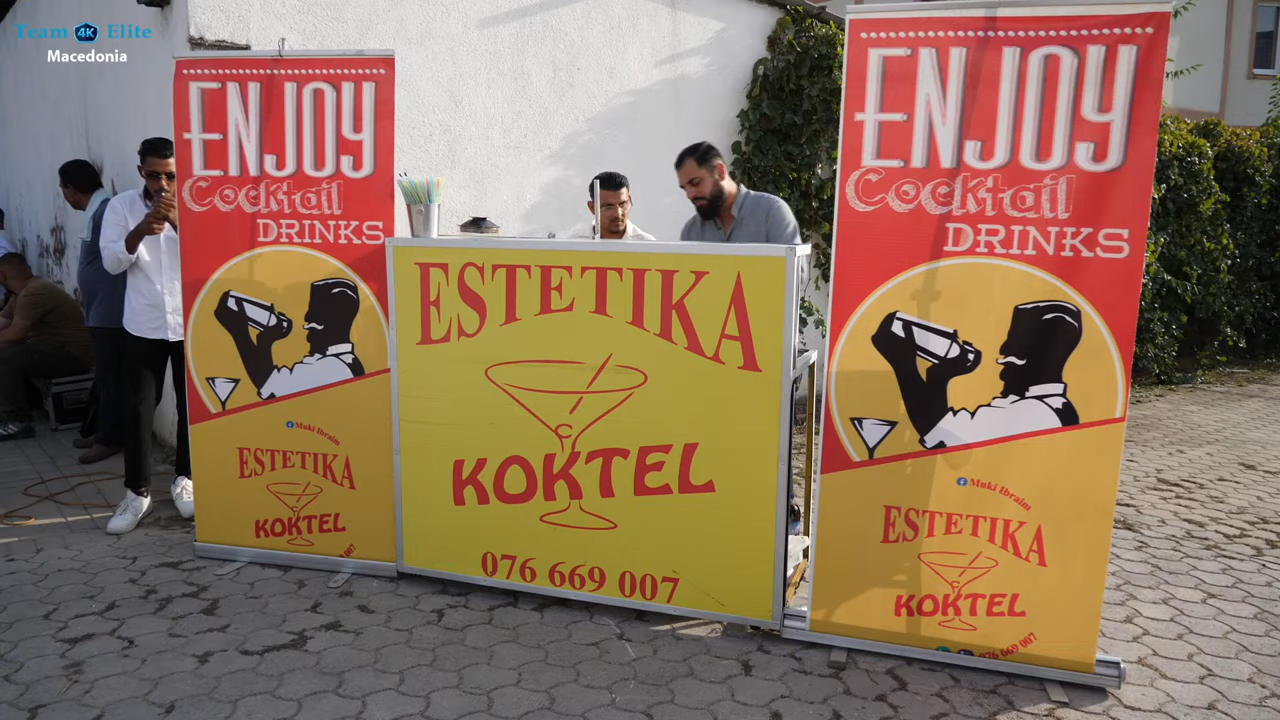 Team 4K Elite
Macedonia
ENJOY
Cocktail
DRINKS
Muki Ibraim
ESTETIKA
KOKTEL
007
ESTETIKA
KOKTEL
076 669 007
ENJOY
Cocktail
DRINKS
Muki Ibraim
ESTETIKA
KOKTEL
076 669 007